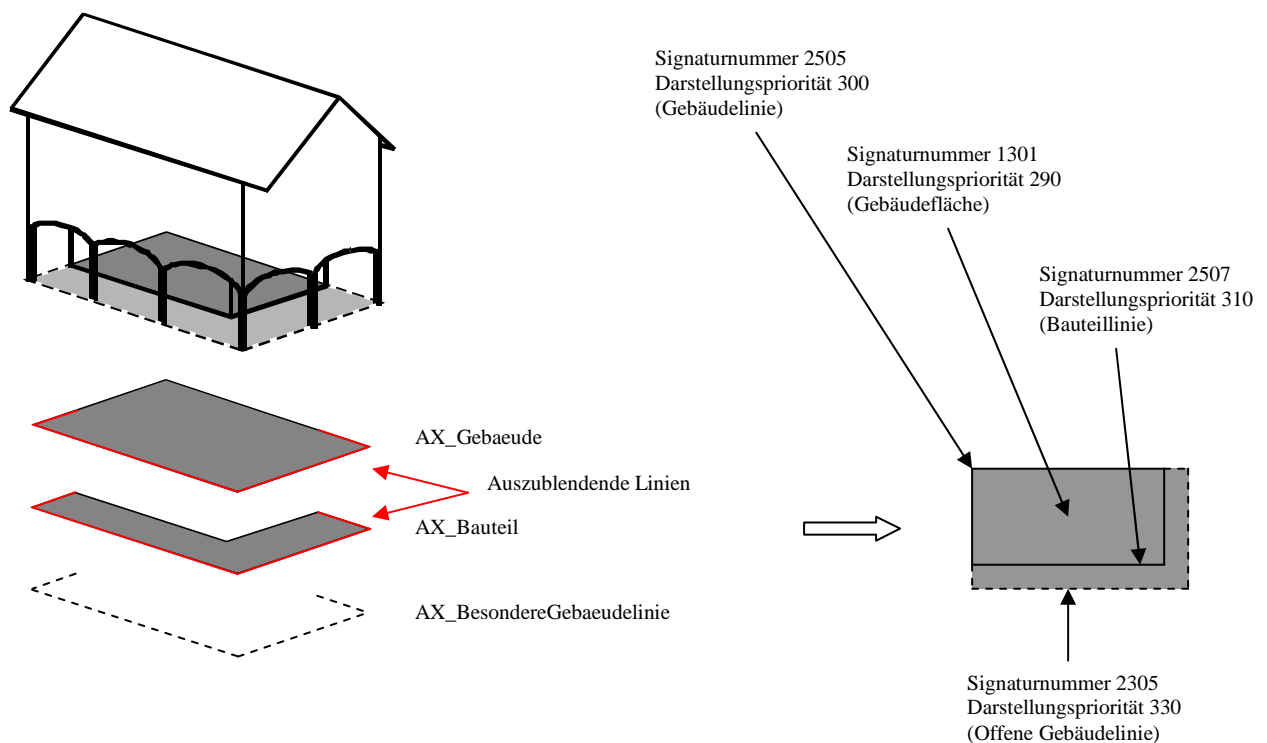 Signaturnummer 2505
Darstellungspriorität 300
(Gebäudelinie)
Signaturnummer 1301
Darstellungspriorität 290
(Gebäudefläche)
Signaturnummer 2507
Darstellungspriorität 310
(Bauteillinie)
AX_Gebaeude
Auszublendende Linien
AX_Bauteil
AX_BesondereGebaeudelinie
Signaturnummer 2305
Darstellungspriorität 330
(Offene Gebäudelinie)